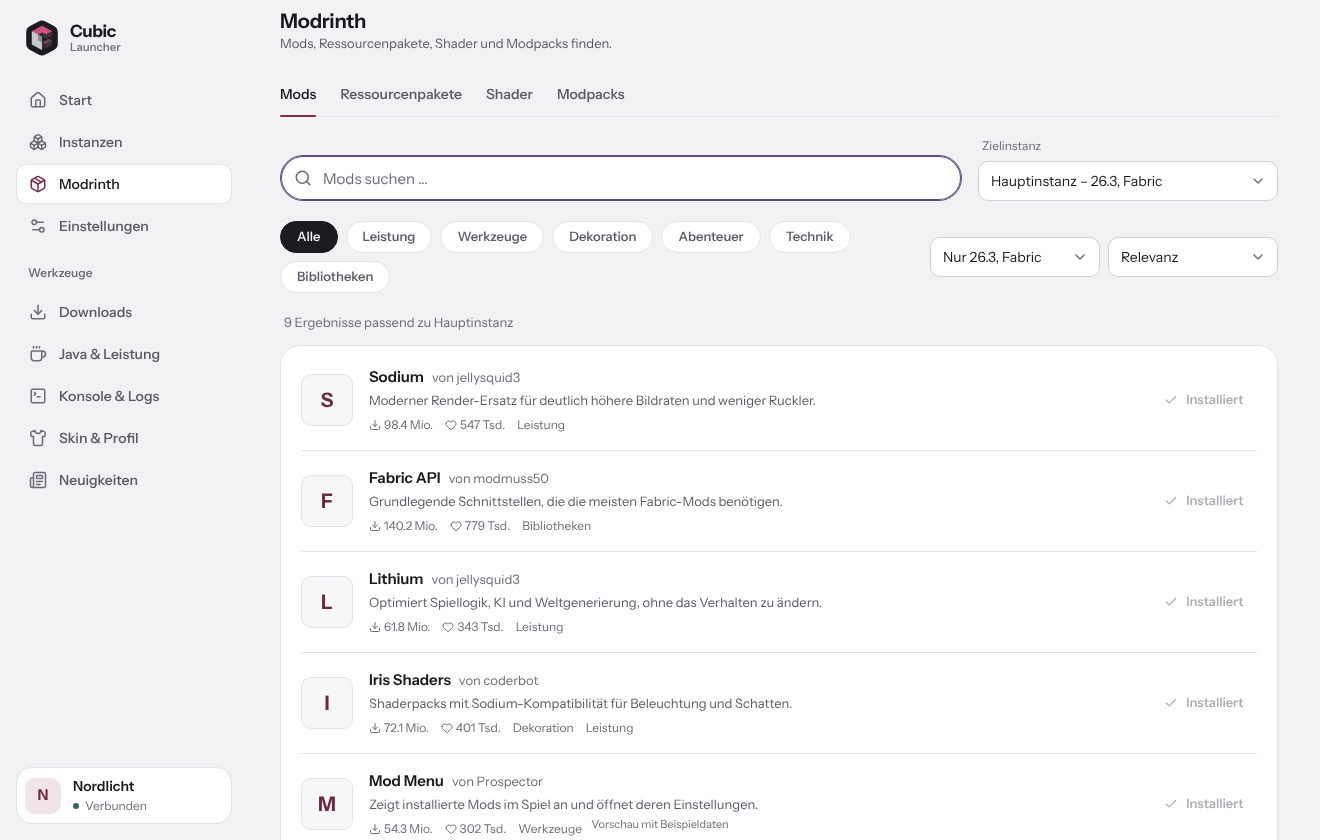 Cubic
Launcher
Start
Instanzen
Modrinth
Einstellungen
Werkzeuge
Downloads
Java & Leistung
Konsole & Logs
Skin & Profil
Neuigkeiten
N
Nordlicht
Verbunden
Modrinth
Mods, Ressourcenpakete, Shader und Modpacks finden.
Mods Ressourcenpakete Shader Modpacks
Zielinstanz
Mods suchen ...
Hauptinstanz – 26.3, Fabric
Alle Leistung Werkzeuge Dekoration Abenteuer Technik
Bibliotheken
Nur 26.3, Fabric Relevanz
9 Ergebnisse passend zu Hauptinstanz
S
Sodium von jellysquid3
Moderner Render-Ersatz für deutlich höhere Bildraten und weniger Ruckler.
98.4 Mio. 547 Tsd. Leistung
Installiert
F
Fabric API von modmuss50
Grundlegende Schnittstellen, die die meisten Fabric-Mods benötigen.
140.2 Mio. 779 Tsd. Bibliotheken
Installiert
L
Lithium von jellysquid3
Optimiert Spiellogik, KI und Weltgenerierung, ohne das Verhalten zu ändern.
61.8 Mio. 343 Tsd. Leistung
Installiert
I
Iris Shaders von coderbot
Shaderpacks mit Sodium-Kompatibilität für Beleuchtung und Schatten.
72.1 Mio. 401 Tsd. Dekoration Leistung
Installiert
M
Mod Menu von Prospector
Zeigt installierte Mods im Spiel an und öffnet deren Einstellungen.
54.3 Mio. 302 Tsd. Werkzeuge
Installiert
Vorschau mit Beispieldaten